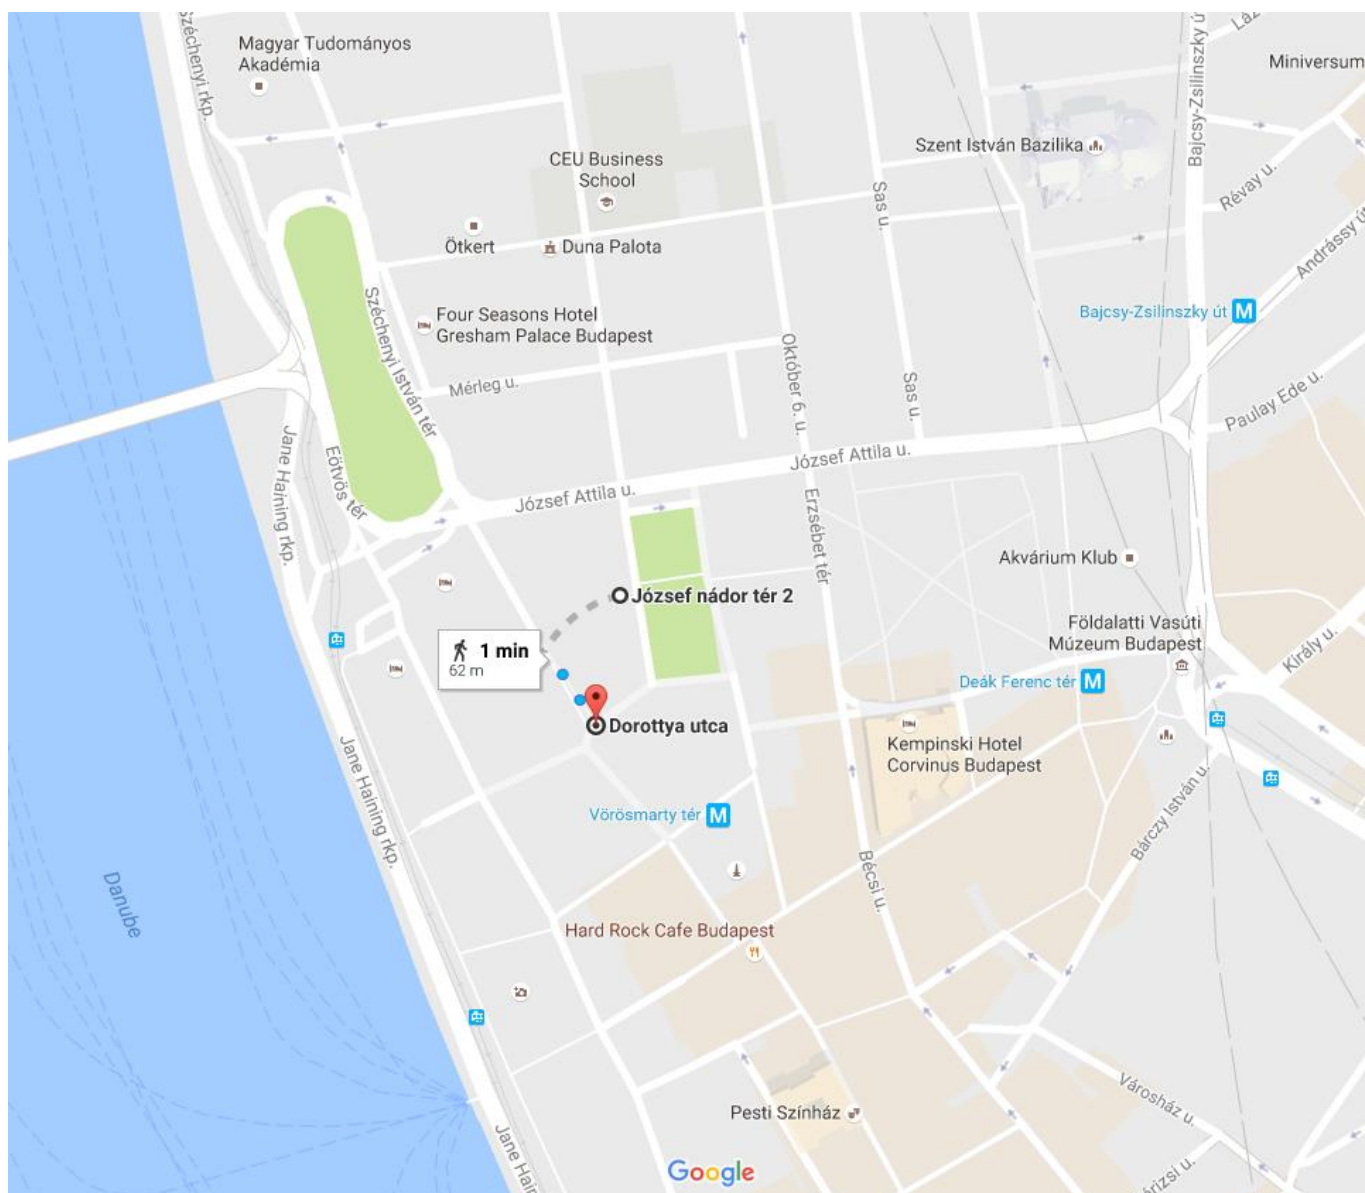 Széchenyi rkp.
Magyar Tudományos
Akadémia
Bajcsy-Zsilinszky ú
Miniversum
Szent István Bazilika
CEU Business
School
Sas u.
Révay u.
Ötkert
Duna Palota
Andrássy út
Széchenyi István tér
Four Seasons Hotel
Gresham Palace Budapest
Bajcsy-Zsilinszky út
M
Október 6. u.
Mérleg u.
Sas u.
Paulay Ede u.
Jane Haining rkp.
Eötvös tér
József Attila u.
József Attila u.
Erzsébet tér
Akvárium Klub
József nádor tér 2
Földalatti Vasúti
Múzeum Budapest
Király u.
1 min
62 m
Deák Ferenc tér
M
Dorottya utca
Kempinski Hotel
Corvinus Budapest
Jane Haining rkp.
Vörösmarty tér
M
Bárczy István u.
Bécsi u.
Danube
Hard Rock Cafe Budapest
Pesti Színház
Városház u.
Jane Hai
Google
árizsi u.